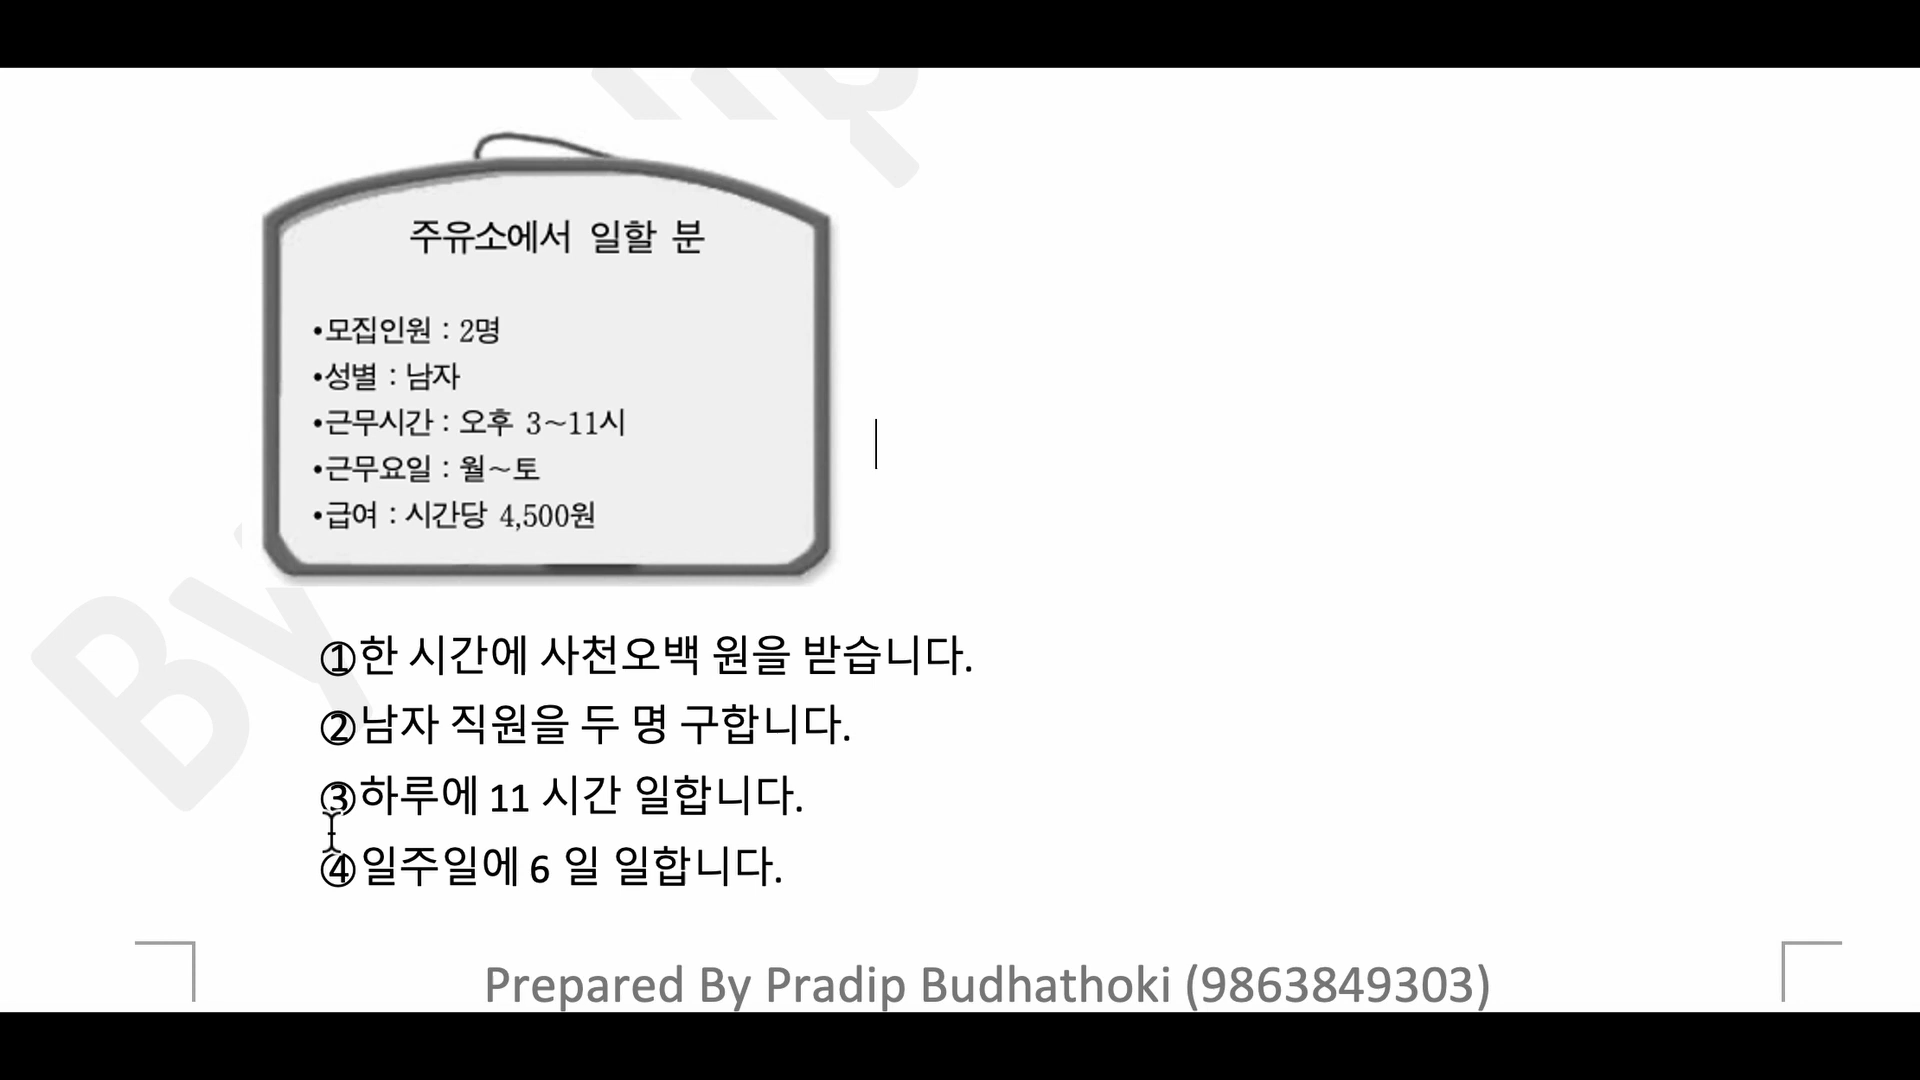 주유소에서 일할 분
•모집인원 : 2명
•성별 : 남자
•근무시간 : 오후 3~11시
•근무요일 : 월~토
•급여 : 시간당 4,500원
①한 시간에 사천오백 원을 받습니다.
②남자 직원을 두 명 구합니다.
③하루에 11 시간 일합니다.
④일주일에 6 일 일합니다.
By
Prepared By Pradip Budhathoki (9863849303)